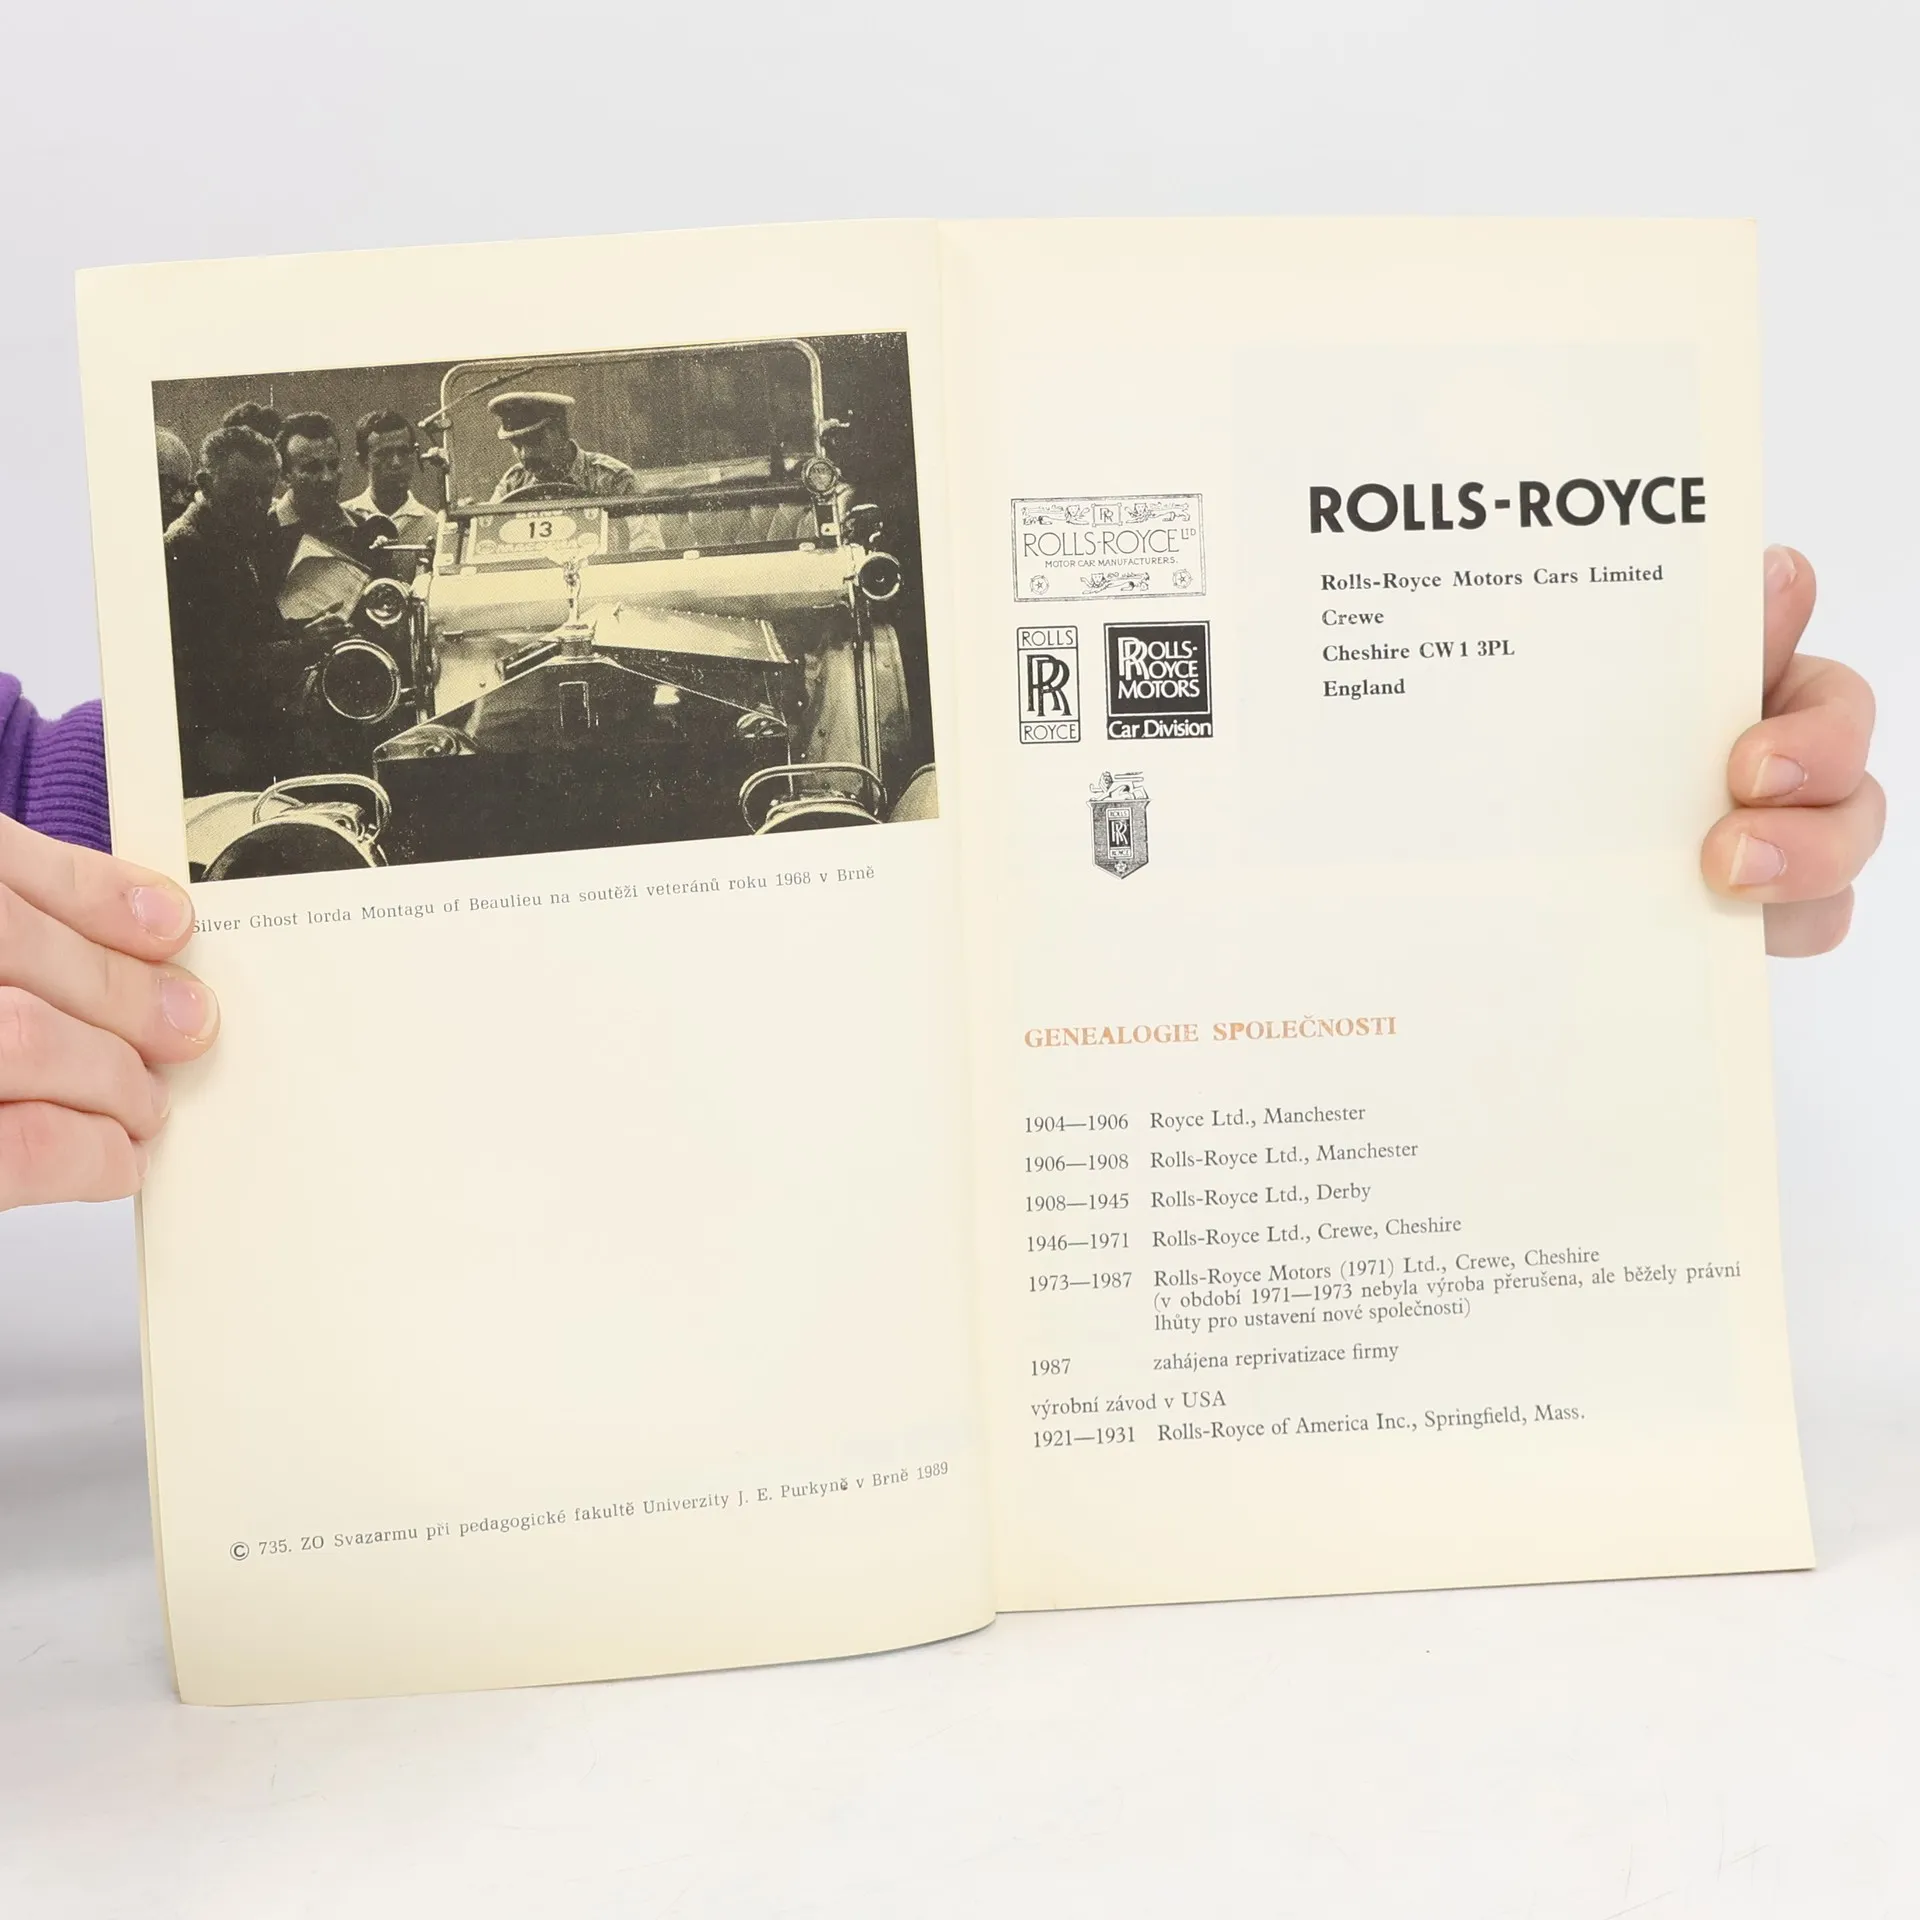 13
Silver Ghost lorda Montagu of Beaulieu na soutěži veteránů roku 1968 v Brně
© 735. ZO Svazarmu při pedagogické fakultě Univerzity J. E. Purkyně v Brně 1989
RR
ROLLS-ROYCE LTD
MOTOR CAR MANUFACTURERS.
ROLLS
RR
ROYCE
ROLLS-
ROYCE
MOTORS
Car Division
ROLLS
RR
ROYCE
ROLLS-ROYCE
Rolls-Royce Motors Cars Limited
Crewe
Cheshire CW 1 3PL
England
GENEALOGIE SPOLEČNOSTI
1904—1906 Royce Ltd., Manchester
1906—1908 Rolls-Royce Ltd., Manchester
1908—1945 Rolls-Royce Ltd., Derby
1946—1971 Rolls-Royce Ltd., Crewe, Cheshire
1973—1987 Rolls-Royce Motors (1971) Ltd., Crewe, Cheshire
(v období 1971—1973 nebyla výroba přerušena, ale běžely právní
lhůty pro ustavení nové společnosti)
1987 zahájena reprivatizace firmy
výrobní závod v USA
1921—1931 Rolls-Royce of America Inc., Springfield, Mass.